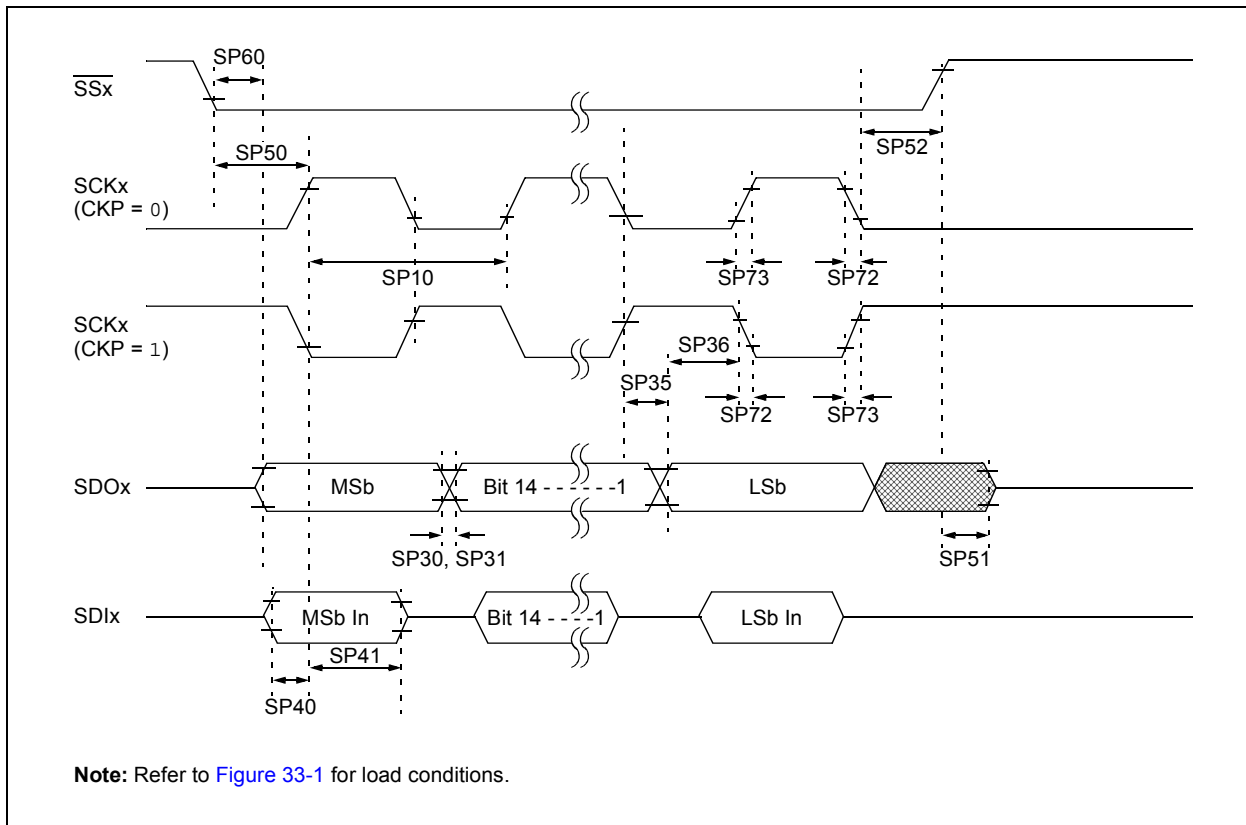 SP60
SSx
SP50
SP52
SCKx
(CKP = 0)
SP10
SP73
SP72
SCKx
(CKP = 1)
SP36
SP35
SP72
SP73
SDOx
MSb
Bit 14 - - - - - -1
LSb
SP30, SP31
SP51
SDIx
MSb In
Bit 14 - - - -1
LSb In
SP41
SP40
Note: Refer to Figure 33-1 for load conditions.